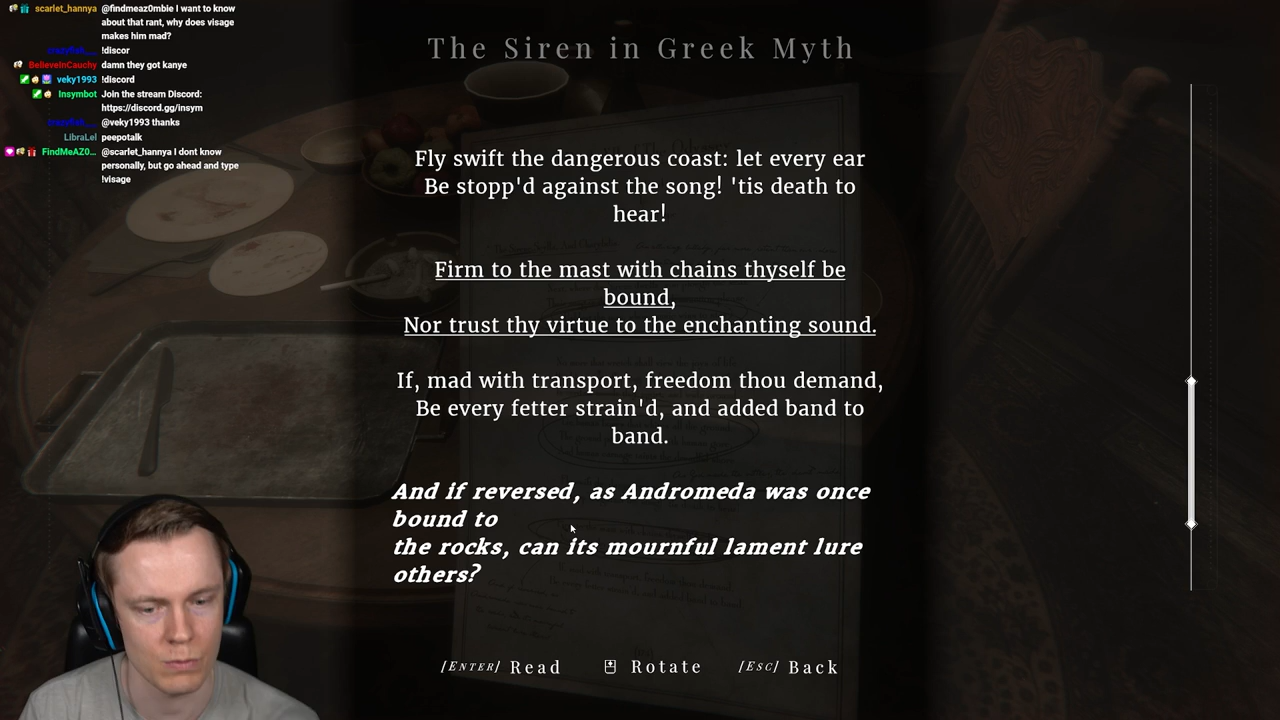 scarlet_hannya @findmeaz0mbie I want to know
about that rant, why does visage
makes him mad?
!discor
BelieveInCauchy damn they got kanye
veky1993 !discord
Insymbot Join the stream Discord:
https://discord.gg/insym
@veky1993 thanks
LibraLel peepotalk
FindMeAZ0... @scarlet_hannya I dont know
personally, but go ahead and type
!visage
The Siren in Greek Myth
Fly swift the dangerous coast: let every ear
Be stopp'd against the song! 'tis death to
hear!
Firm to the mast with chains thyself be
bound,
Nor trust thy virtue to the enchanting sound.
If, mad with transport, freedom thou demand,
Be every fetter strain'd, and added band to
band.
And if reversed, as Andromeda was once
bound to
the rocks, can its mournful lament lure
others?
[ENTER] Read Rotate [ESC] Back